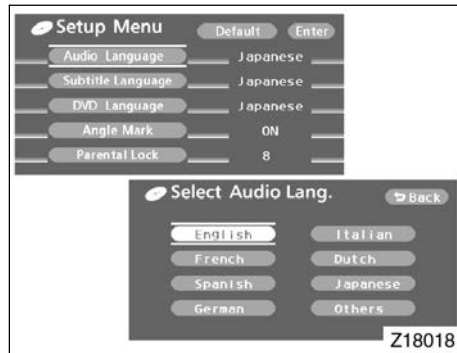 Setup Menu Default Enter
Audio Language Japanese
Subtitle Language Japanese
DVD Language Japanese
Angle Mark ON
Parental Lock 8
Select Audio Lang. Back
English Italian
French Dutch
Spanish Japanese
German Others
Z18018